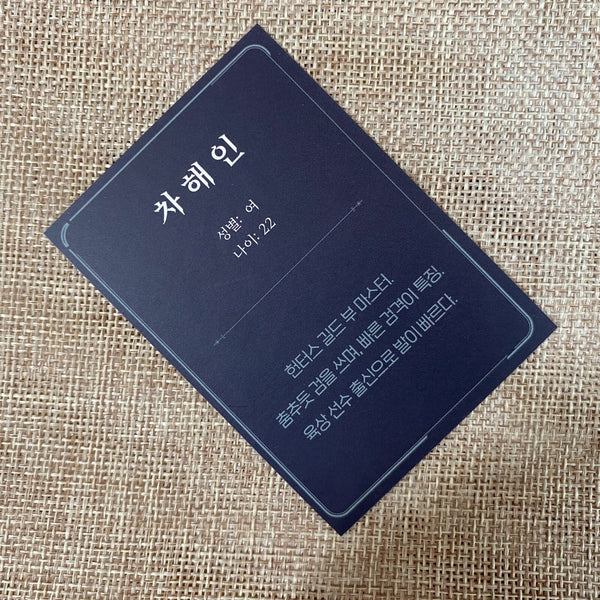 차해인
성별: 여
나이: 22
헌터스 길드 부 마스터.
춤추듯 검을 쓰며, 빠른 검격이 특징.
육상 선수 출신으로 발이 빠르다.